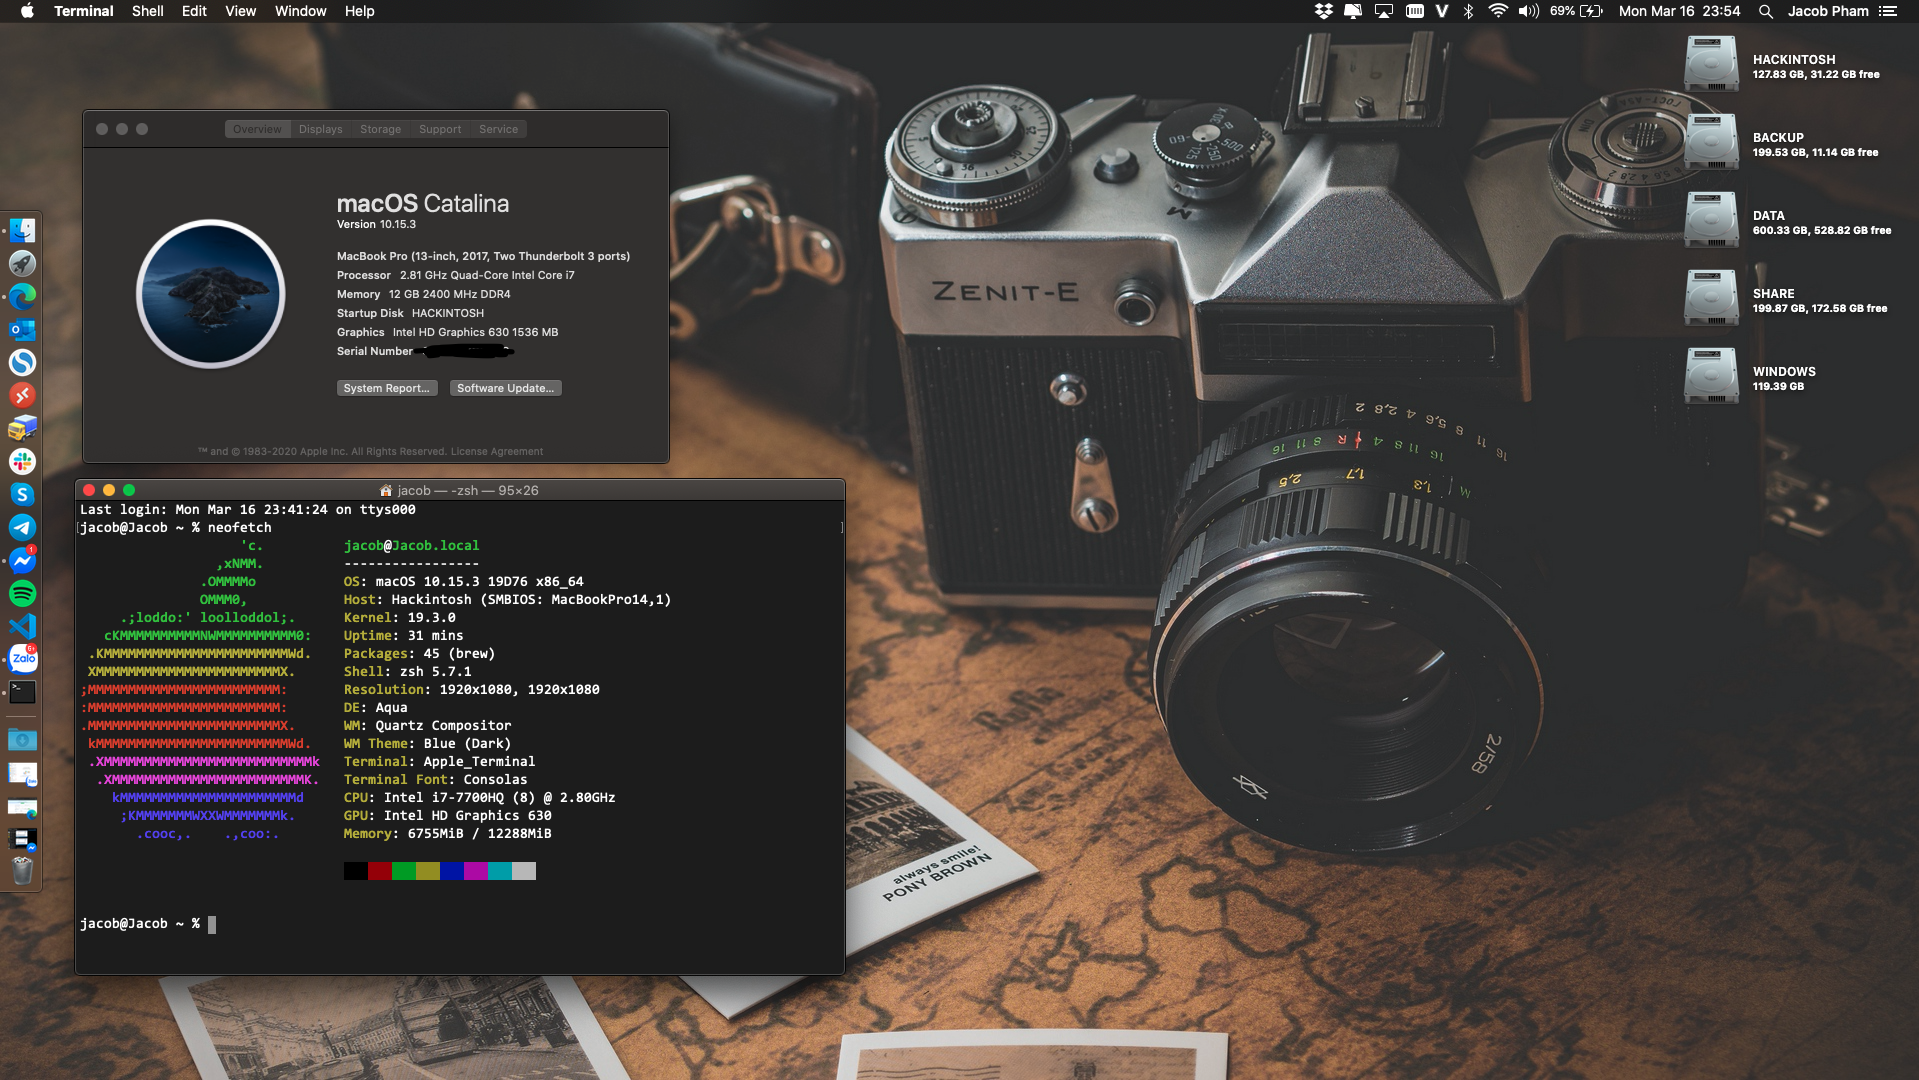 Terminal Shell Edit View Window Help
69% Mon Mar 16 23:54 Jacob Pham
HACKINTOSH
127.83 GB, 31.22 GB free
BACKUP
199.53 GB, 11.14 GB free
DATA
600.33 GB, 528.82 GB free
SHARE
199.87 GB, 172.58 GB free
WINDOWS
119.39 GB
Overview Displays Storage Support Service
macOS Catalina
Version 10.15.3
MacBook Pro (13-inch, 2017, Two Thunderbolt 3 ports)
Processor 2.81 GHz Quad-Core Intel Core i7
Memory 12 GB 2400 MHz DDR4
Startup Disk HACKINTOSH
Graphics Intel HD Graphics 630 1536 MB
Serial Number
System Report... Software Update...
™ and © 1983-2020 Apple Inc. All Rights Reserved. License Agreement
jacob — -zsh — 95×26
Last login: Mon Mar 16 23:41:24 on ttys000
[jacob@Jacob ~ % neofetch ]
'c. jacob@Jacob.local
,xNMM. -----------------
.OMMMMo OS: macOS 10.15.3 19D76 x86_64
OMMM0, Host: Hackintosh (SMBIOS: MacBookPro14,1)
.;loddo:' loolloddol;. Kernel: 19.3.0
cKMMMMMMMMMMNWMMMMMMMMMM0: Uptime: 31 mins
.KMMMMMMMMMMMMMMMMMMMMMMMWd. Packages: 45 (brew)
XMMMMMMMMMMMMMMMMMMMMMMMX. Shell: zsh 5.7.1
;MMMMMMMMMMMMMMMMMMMMMMMM: Resolution: 1920x1080, 1920x1080
:MMMMMMMMMMMMMMMMMMMMMMMM: DE: Aqua
.MMMMMMMMMMMMMMMMMMMMMMMMX. WM: Quartz Compositor
kMMMMMMMMMMMMMMMMMMMMMMMMWd. WM Theme: Blue (Dark)
.XMMMMMMMMMMMMMMMMMMMMMMMMMMk Terminal: Apple_Terminal
.XMMMMMMMMMMMMMMMMMMMMMMMMK. Terminal Font: Consolas
kMMMMMMMMMMMMMMMMMMMMMMd CPU: Intel i7-7700HQ (8) @ 2.80GHz
;KMMMMMMMWXXWMMMMMMMk. GPU: Intel HD Graphics 630
.cooc,. .,coo:. Memory: 6755MiB / 12288MiB
jacob@Jacob ~ %
Zalo
ZENIT-E
2/58
always smile!
PONY BROWN